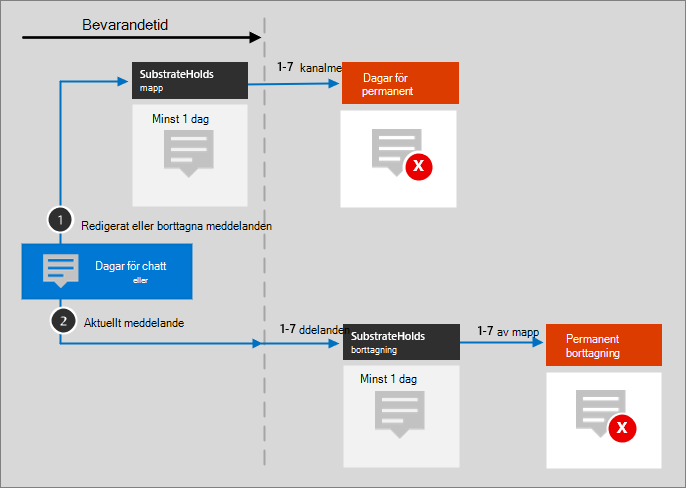 Bevarandetid
SubstrateHolds
mapp
1-7 kanalme
Dagar för
permanent
Minst 1 dag
X
1
Redigerat eller borttagna meddelanden
Dagar för chatt
eller
2
Aktuellt meddelande
1-7 ddelanden
SubstrateHolds
borttagning
1-7 av mapp
Permanent
borttagning
Minst 1 dag
X